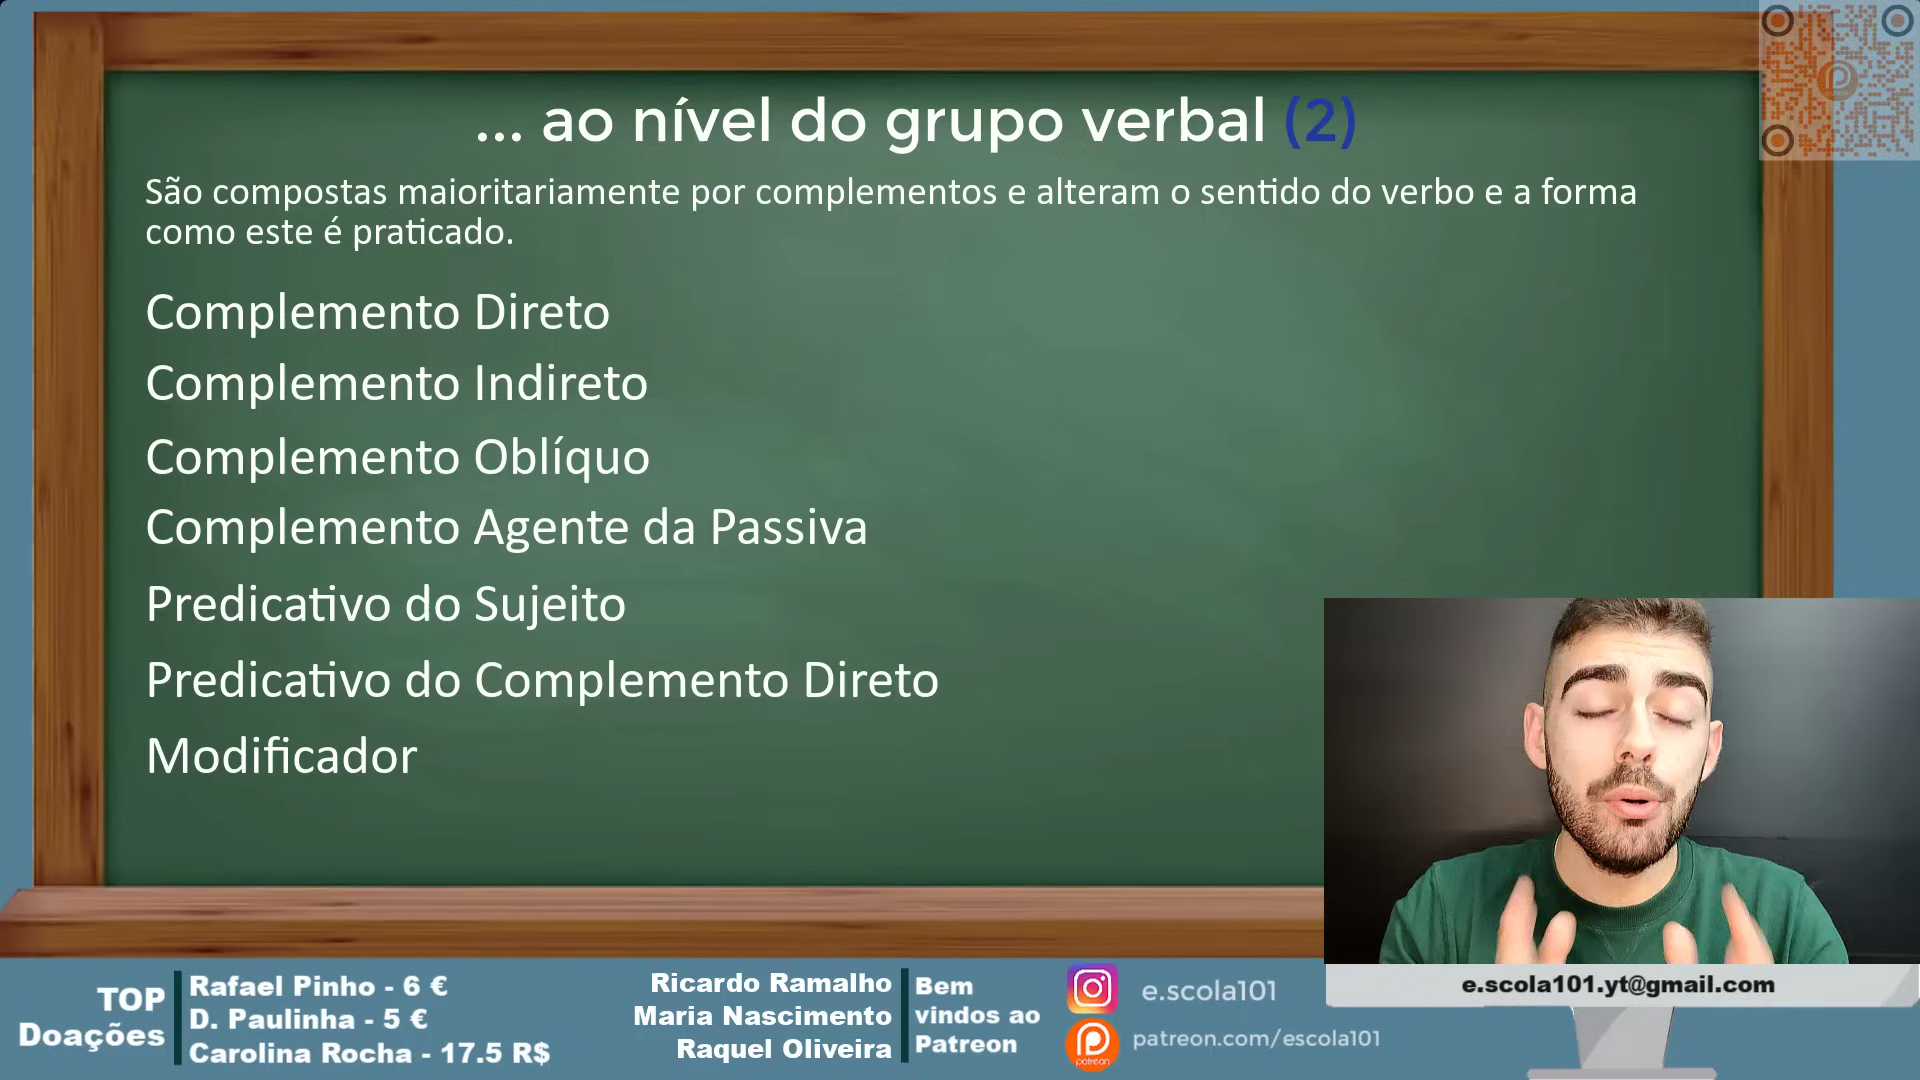 ... ao nível do grupo verbal (2)
São compostas maioritariamente por complementos e alteram o sentido do verbo e a forma
como este é praticado.
Complemento Direto
Complemento Indireto
Complemento Oblíquo
Complemento Agente da Passiva
Predicativo do Sujeito
Predicativo do Complemento Direto
Modificador
e.scola101.yt@gmail.com
TOP
Doações
Rafael Pinho - 6 €
D. Paulinha - 5 €
Carolina Rocha - 17.5 R$
Ricardo Ramalho
Maria Nascimento
Raquel Oliveira
Bem
vindos ao
Patreon
e.scola101
patreon
patreon.com/escola101